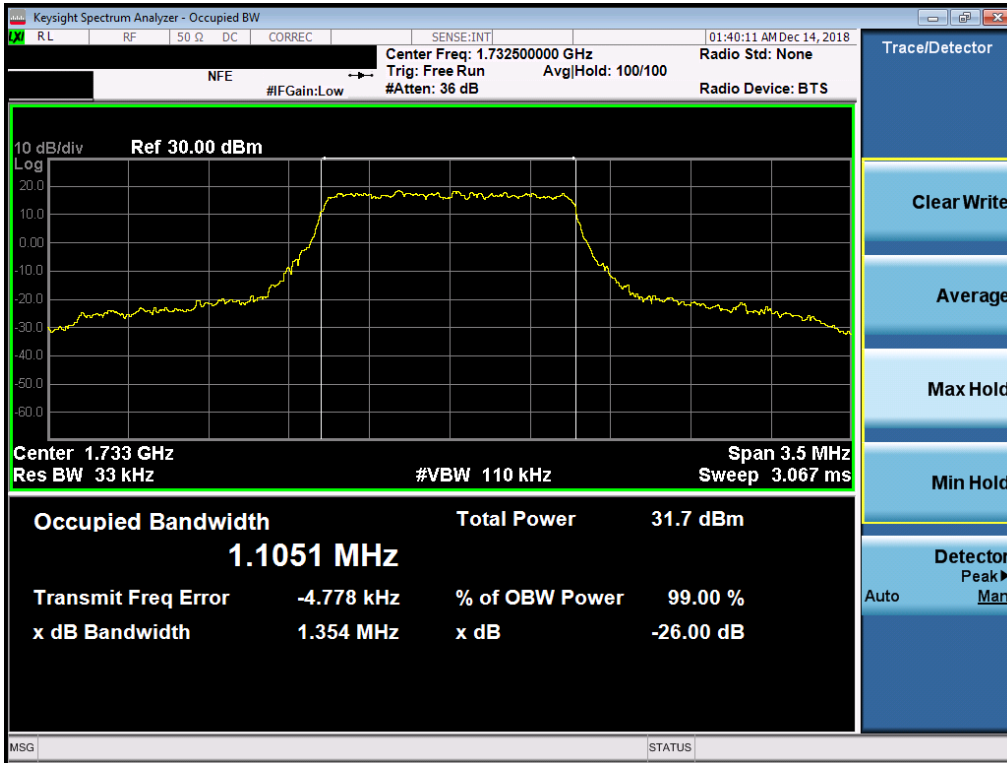 Keysight Spectrum Analyzer - Occupied BW
LXI RL RF 50 Ω DC CORREC SENSE:INT 01:40:11 AM Dec 14, 2018
Center Freq: 1.732500000 GHz Radio Std: None
NFE Trig: Free Run Avg|Hold: 100/100
#IFGain:Low #Atten: 36 dB Radio Device: BTS
10 dB/div Ref 30.00 dBm
Log
20.0
10.0
0.00
-10.0
-20.0
-30.0
-40.0
-50.0
-60.0
Center 1.733 GHz Span 3.5 MHz
Res BW 33 kHz #VBW 110 kHz Sweep 3.067 ms
Occupied Bandwidth Total Power 31.7 dBm
1.1051 MHz
Transmit Freq Error -4.778 kHz % of OBW Power 99.00 %
x dB Bandwidth 1.354 MHz x dB -26.00 dB
MSG STATUS
Trace/Detector
Clear Write
Average
Max Hold
Min Hold
Detector
Peak▶
Auto Man